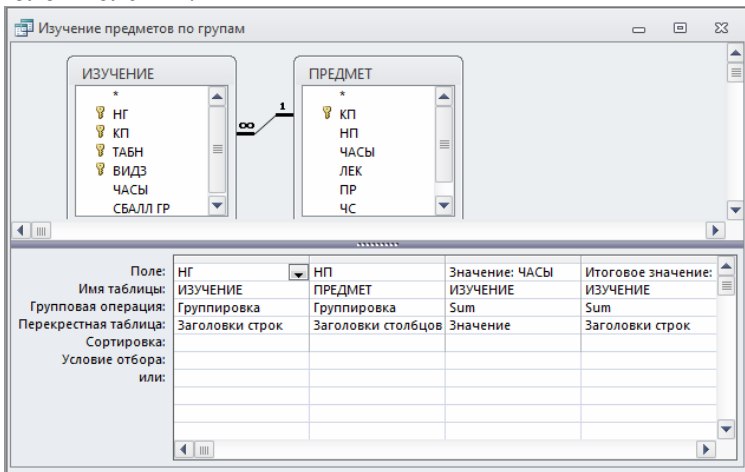 Изучение предметов по групам
ИЗУЧЕНИЕ
*
НГ
КП
ТАБН
ВИДЗ
ЧАСЫ
СБАЛЛ ГР
∞
1
ПРЕДМЕТ
*
КП
НП
ЧАСЫ
ЛЕК
ПР
ЧС
Поле: НГ НП Значение: ЧАСЫ Итоговое значение:
Имя таблицы: ИЗУЧЕНИЕ ПРЕДМЕТ ИЗУЧЕНИЕ ИЗУЧЕНИЕ
Групповая операция: Группировка Группировка Sum Sum
Перекрестная таблица: Заголовки строк Заголовки столбцов Значение Заголовки строк
Сортировка:
Условие отбора:
или: